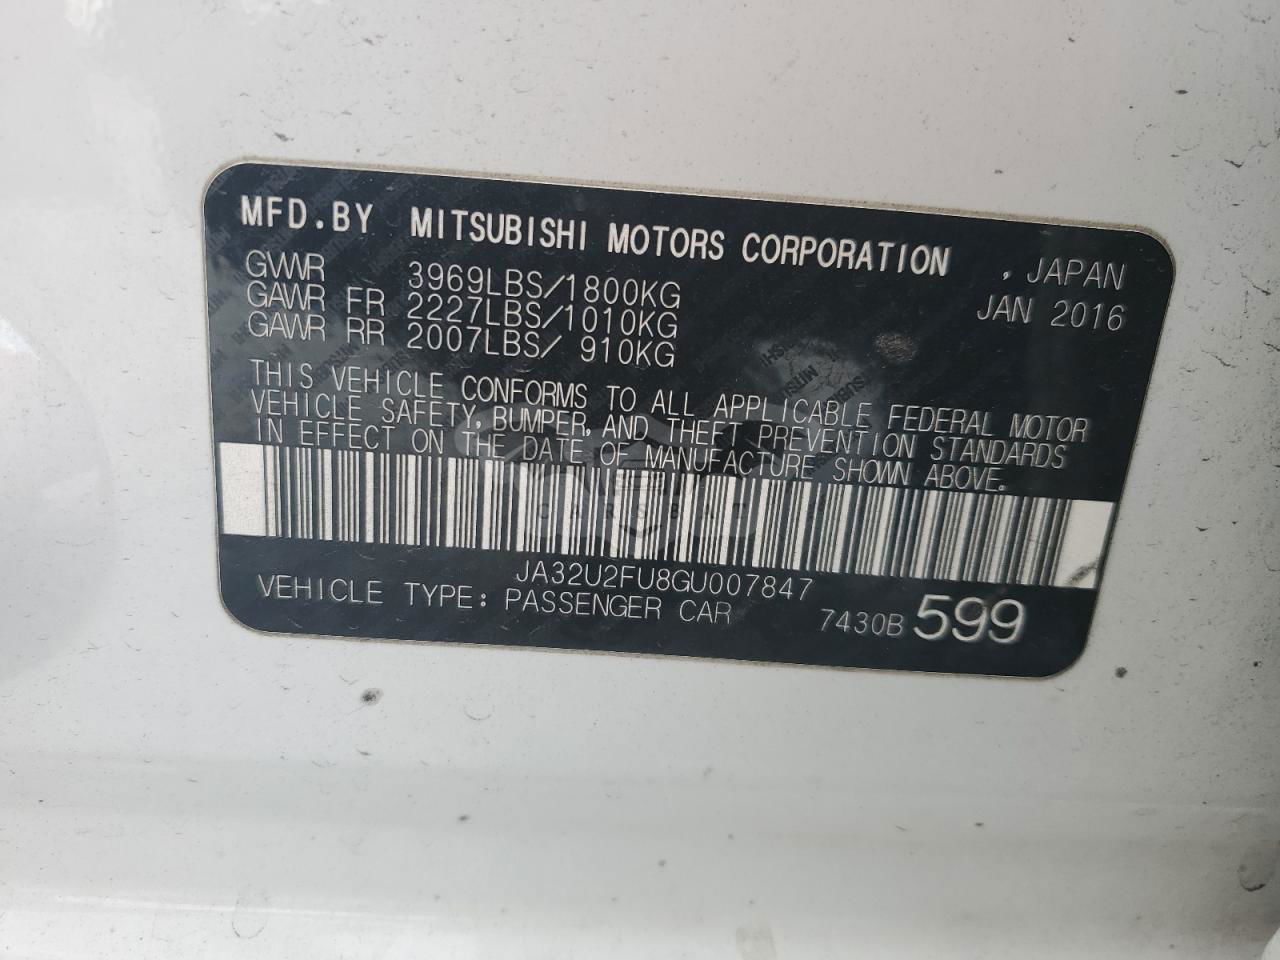 MFD.BY MITSUBISHI MOTORS CORPORATION , JAPAN
GVWR 3969LBS/1800KG JAN 2016
GAWR FR 2227LBS/1010KG
GAWR RR 2007LBS/ 910KG
THIS VEHICLE CONFORMS TO ALL APPLICABLE FEDERAL MOTOR
VEHICLE SAFETY, BUMPER, AND THEFT PREVENTION STANDARDS
IN EFFECT ON THE DATE OF MANUFACTURE SHOWN ABOVE.
CARSBAT
JA32U2FU8GU007847
VEHICLE TYPE: PASSENGER CAR 7430B 599